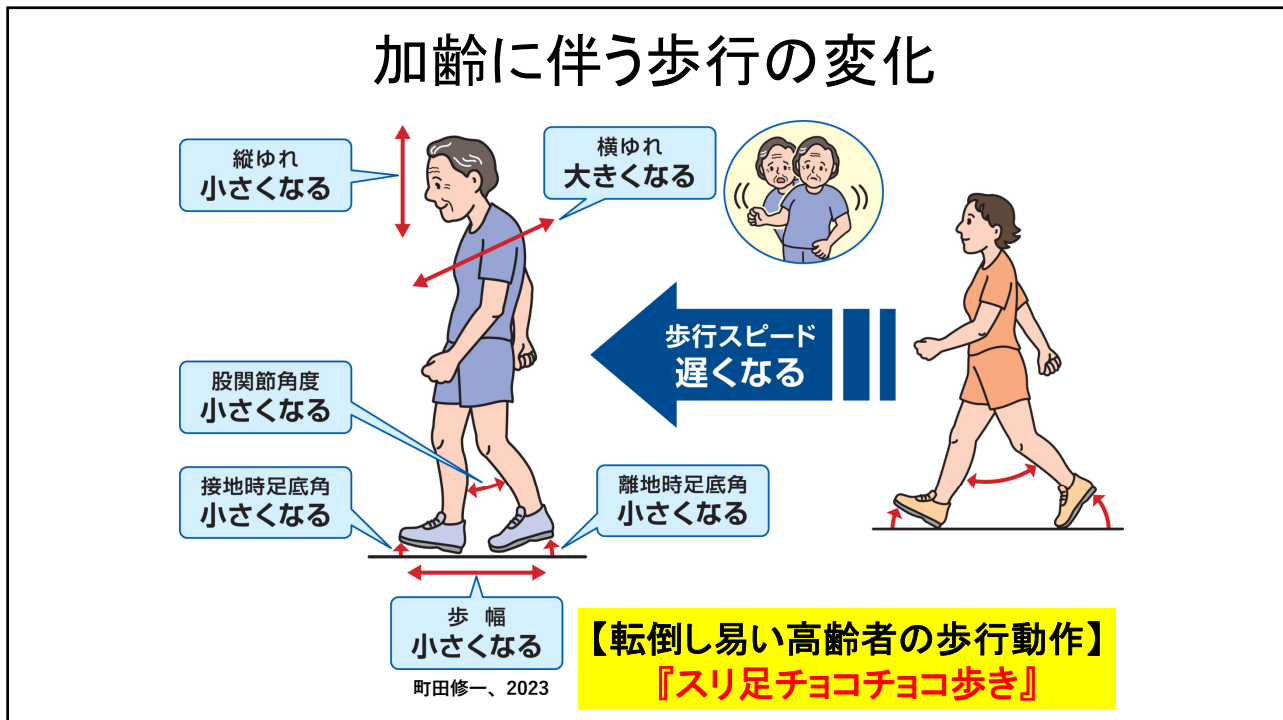 加齢に伴う歩行の変化
縦ゆれ
小さくなる
横ゆれ
大きくなる
歩行スピード
遅くなる
股関節角度
小さくなる
接地時足底角
小さくなる
離地時足底角
小さくなる
歩 幅
小さくなる
町田修一、2023
【転倒し易い高齢者の歩行動作】
『スリ足チョコチョコ歩き』